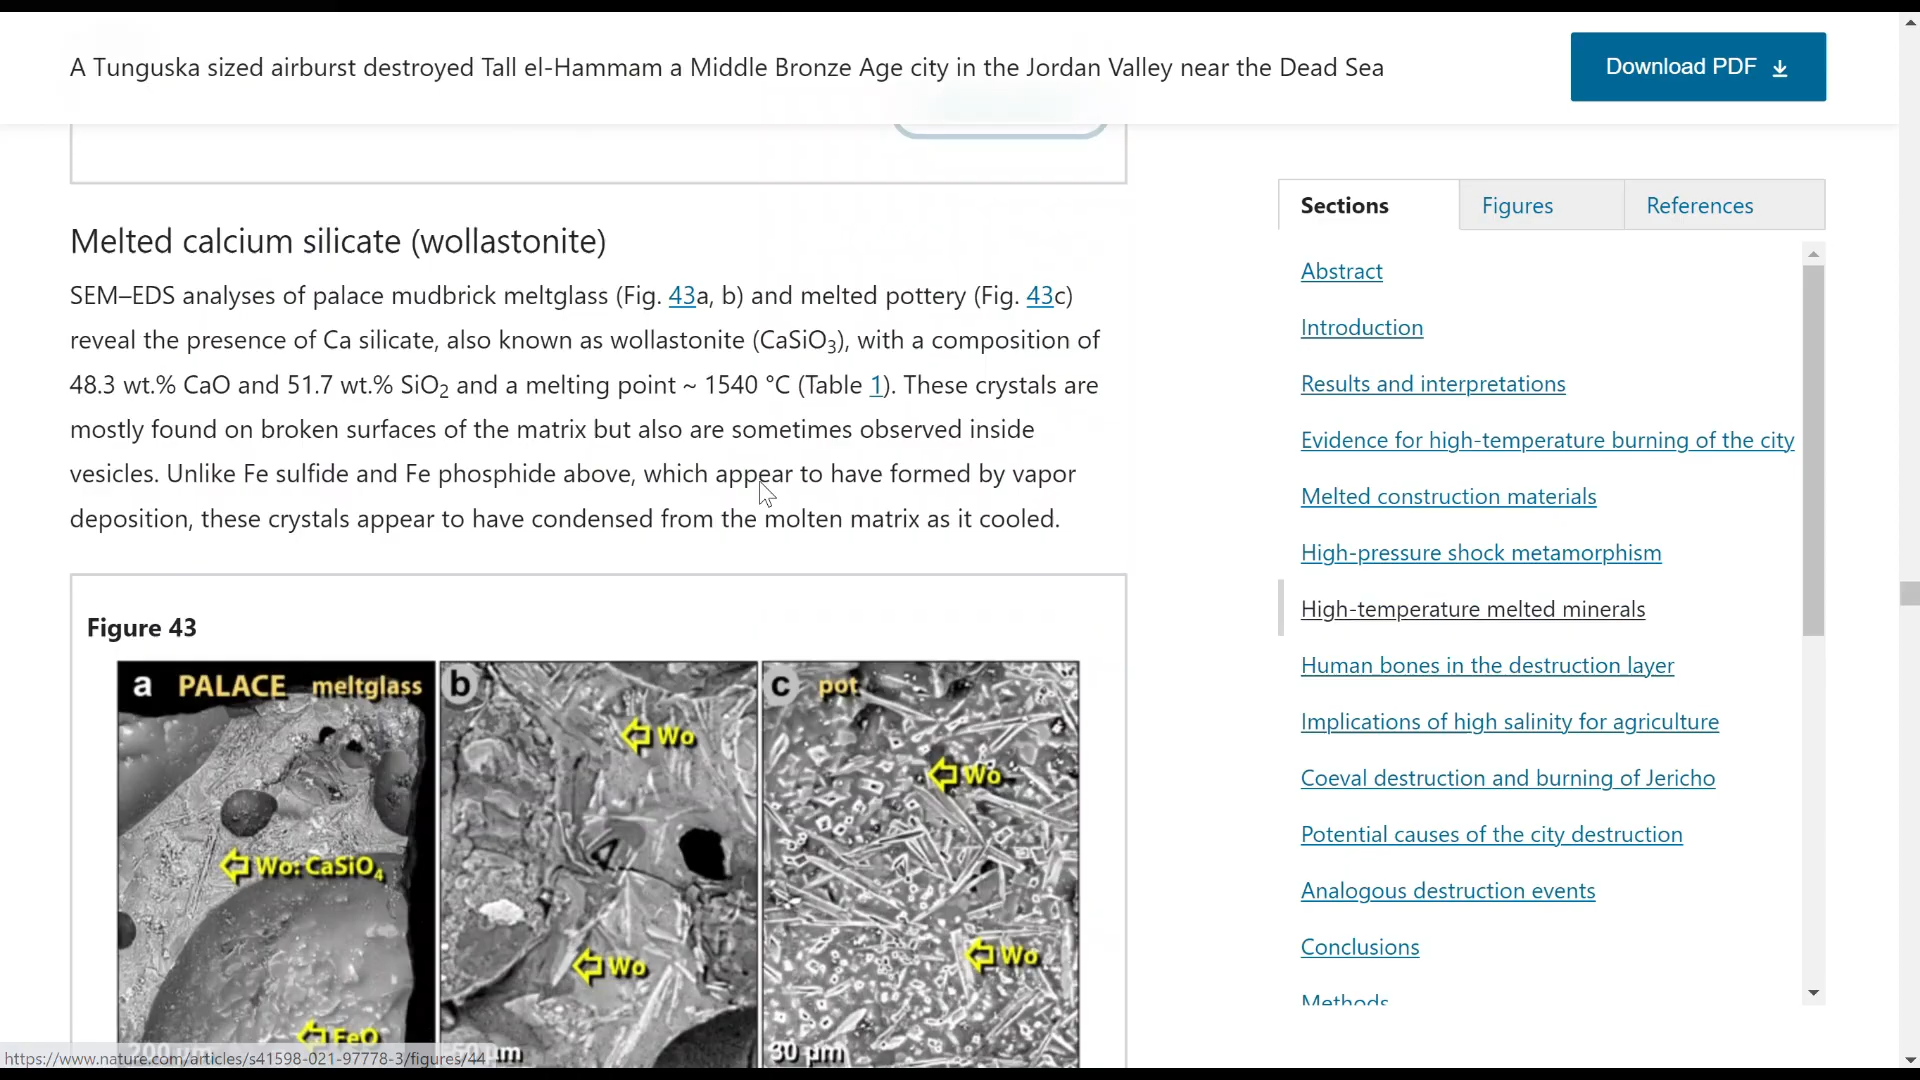 A Tunguska sized airburst destroyed Tall el-Hammam a Middle Bronze Age city in the Jordan Valley near the Dead Sea
Download PDF
Melted calcium silicate (wollastonite)
SEM–EDS analyses of palace mudbrick meltglass (Fig. 43a, b) and melted pottery (Fig. 43c)
reveal the presence of Ca silicate, also known as wollastonite (CaSiO₃), with a composition of
48.3 wt.% CaO and 51.7 wt.% SiO₂ and a melting point ~ 1540 °C (Table 1). These crystals are
mostly found on broken surfaces of the matrix but also are sometimes observed inside
vesicles. Unlike Fe sulfide and Fe phosphide above, which appear to have formed by vapor
deposition, these crystals appear to have condensed from the molten matrix as it cooled.
Figure 43
a PALACE meltglass
Wo: CaSiO₄
FeO
b
Wo
Wo
c pot
Wo
Wo
30 µm
Sections
Figures
References
Abstract
Introduction
Results and interpretations
Evidence for high-temperature burning of the city
Melted construction materials
High-pressure shock metamorphism
High-temperature melted minerals
Human bones in the destruction layer
Implications of high salinity for agriculture
Coeval destruction and burning of Jericho
Potential causes of the city destruction
Analogous destruction events
Conclusions
Methods
https://www.nature.com/articles/s41598-021-97778-3/figures/44